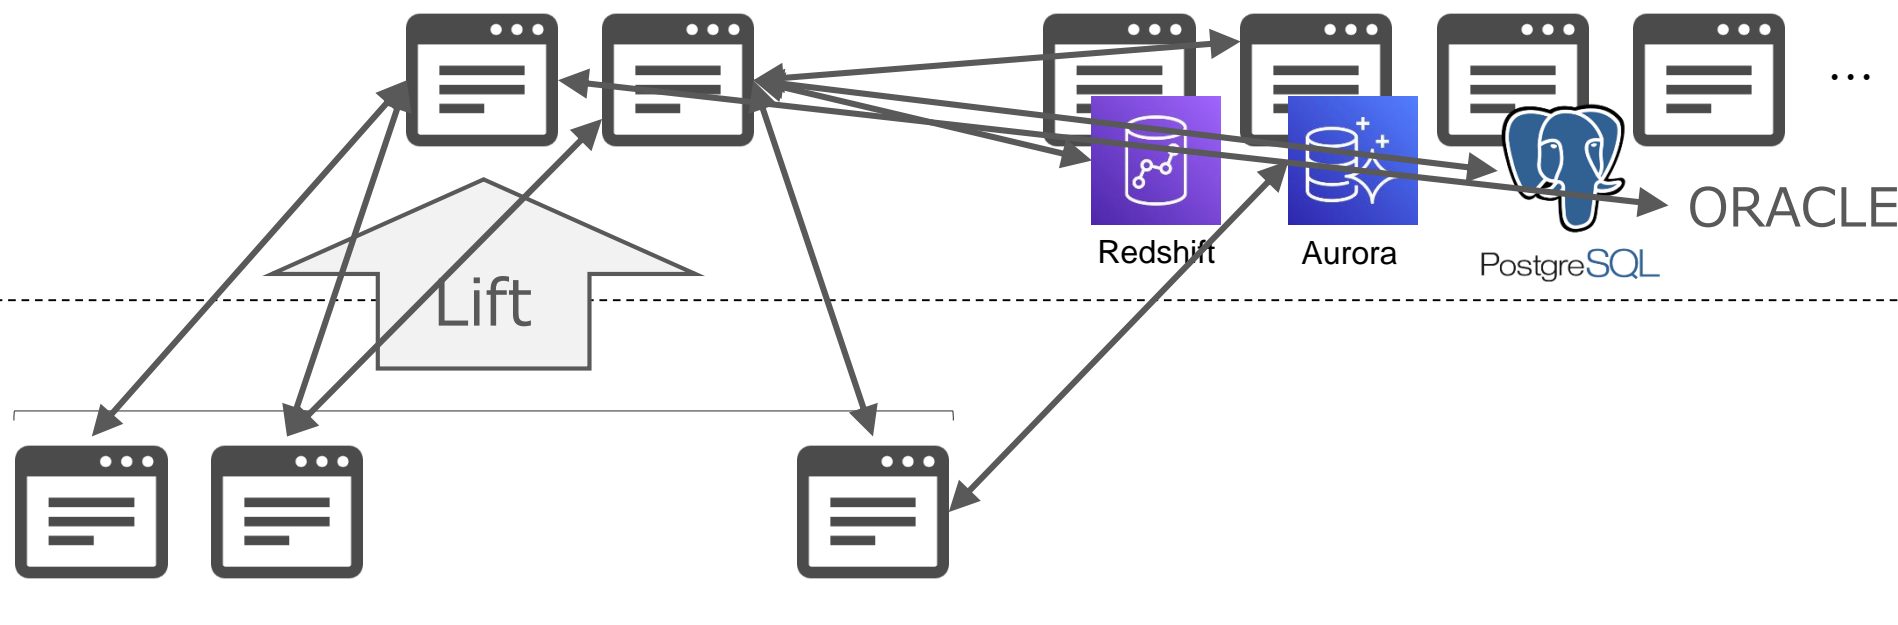 …
ORACLE
Redshift
Aurora
PostgreSQL
Lift